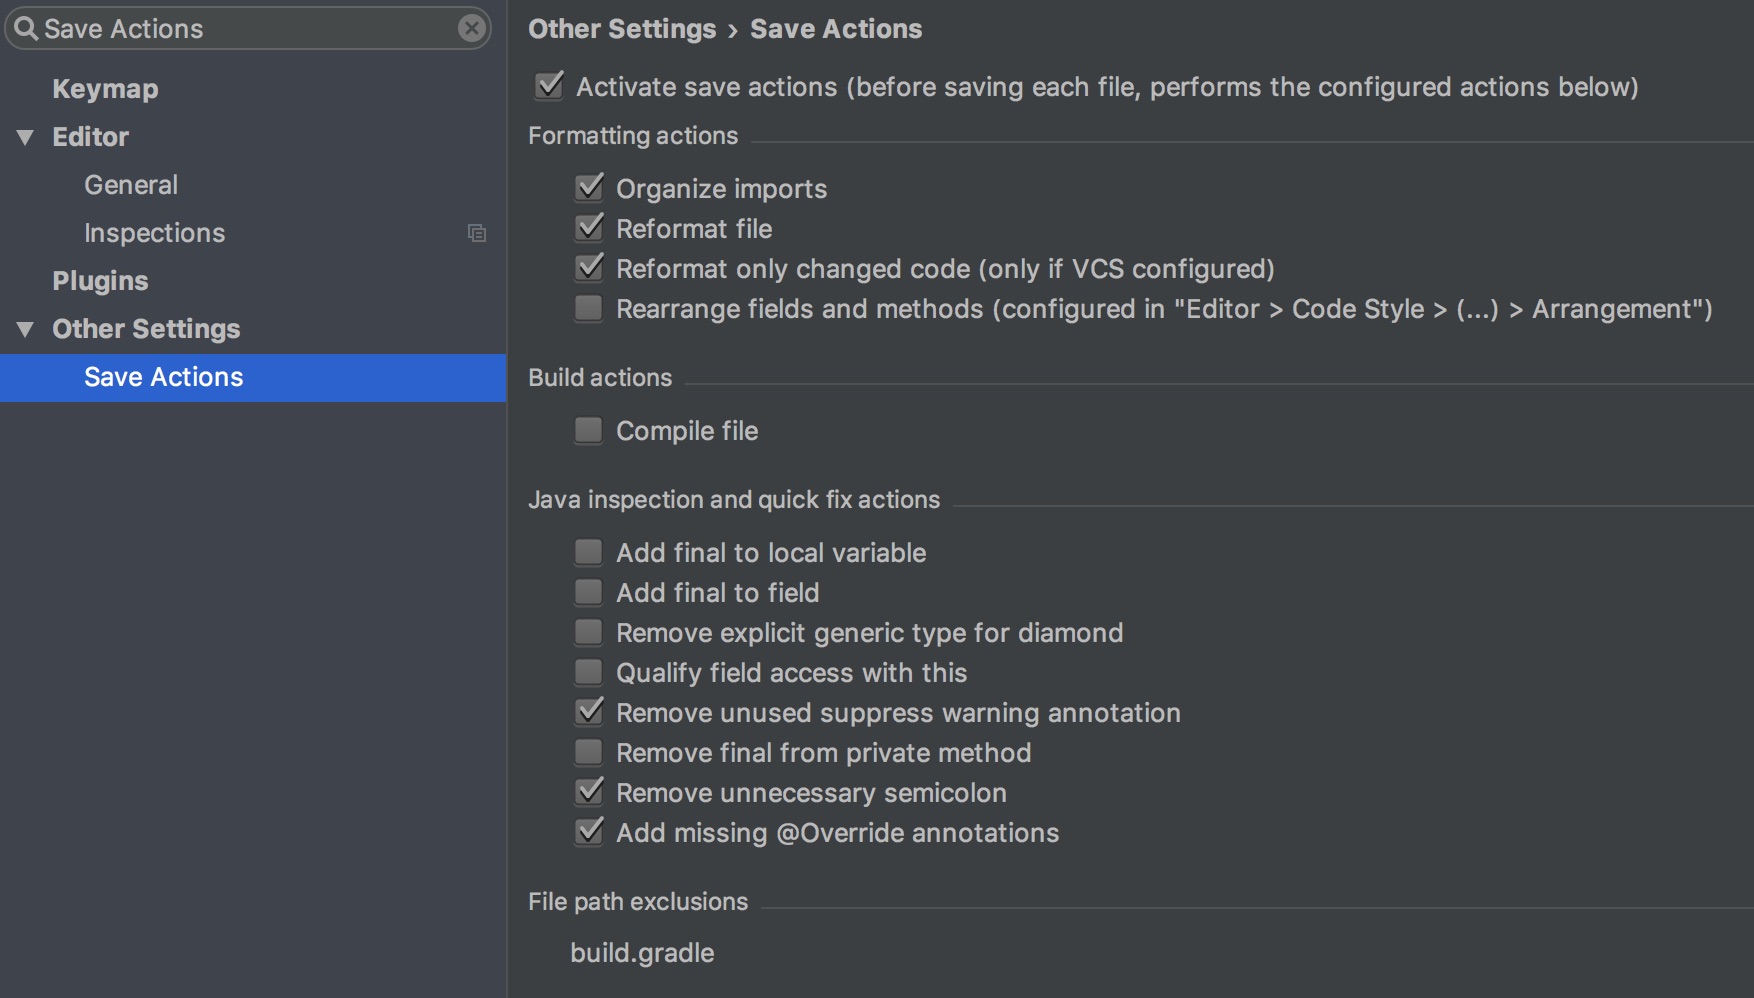 Save Actions
Keymap
Editor
General
Inspections
Plugins
Other Settings
Save Actions
Other Settings › Save Actions
Activate save actions (before saving each file, performs the configured actions below)
Formatting actions
Organize imports
Reformat file
Reformat only changed code (only if VCS configured)
Rearrange fields and methods (configured in "Editor > Code Style > (...) > Arrangement")
Build actions
Compile file
Java inspection and quick fix actions
Add final to local variable
Add final to field
Remove explicit generic type for diamond
Qualify field access with this
Remove unused suppress warning annotation
Remove final from private method
Remove unnecessary semicolon
Add missing @Override annotations
File path exclusions
build.gradle